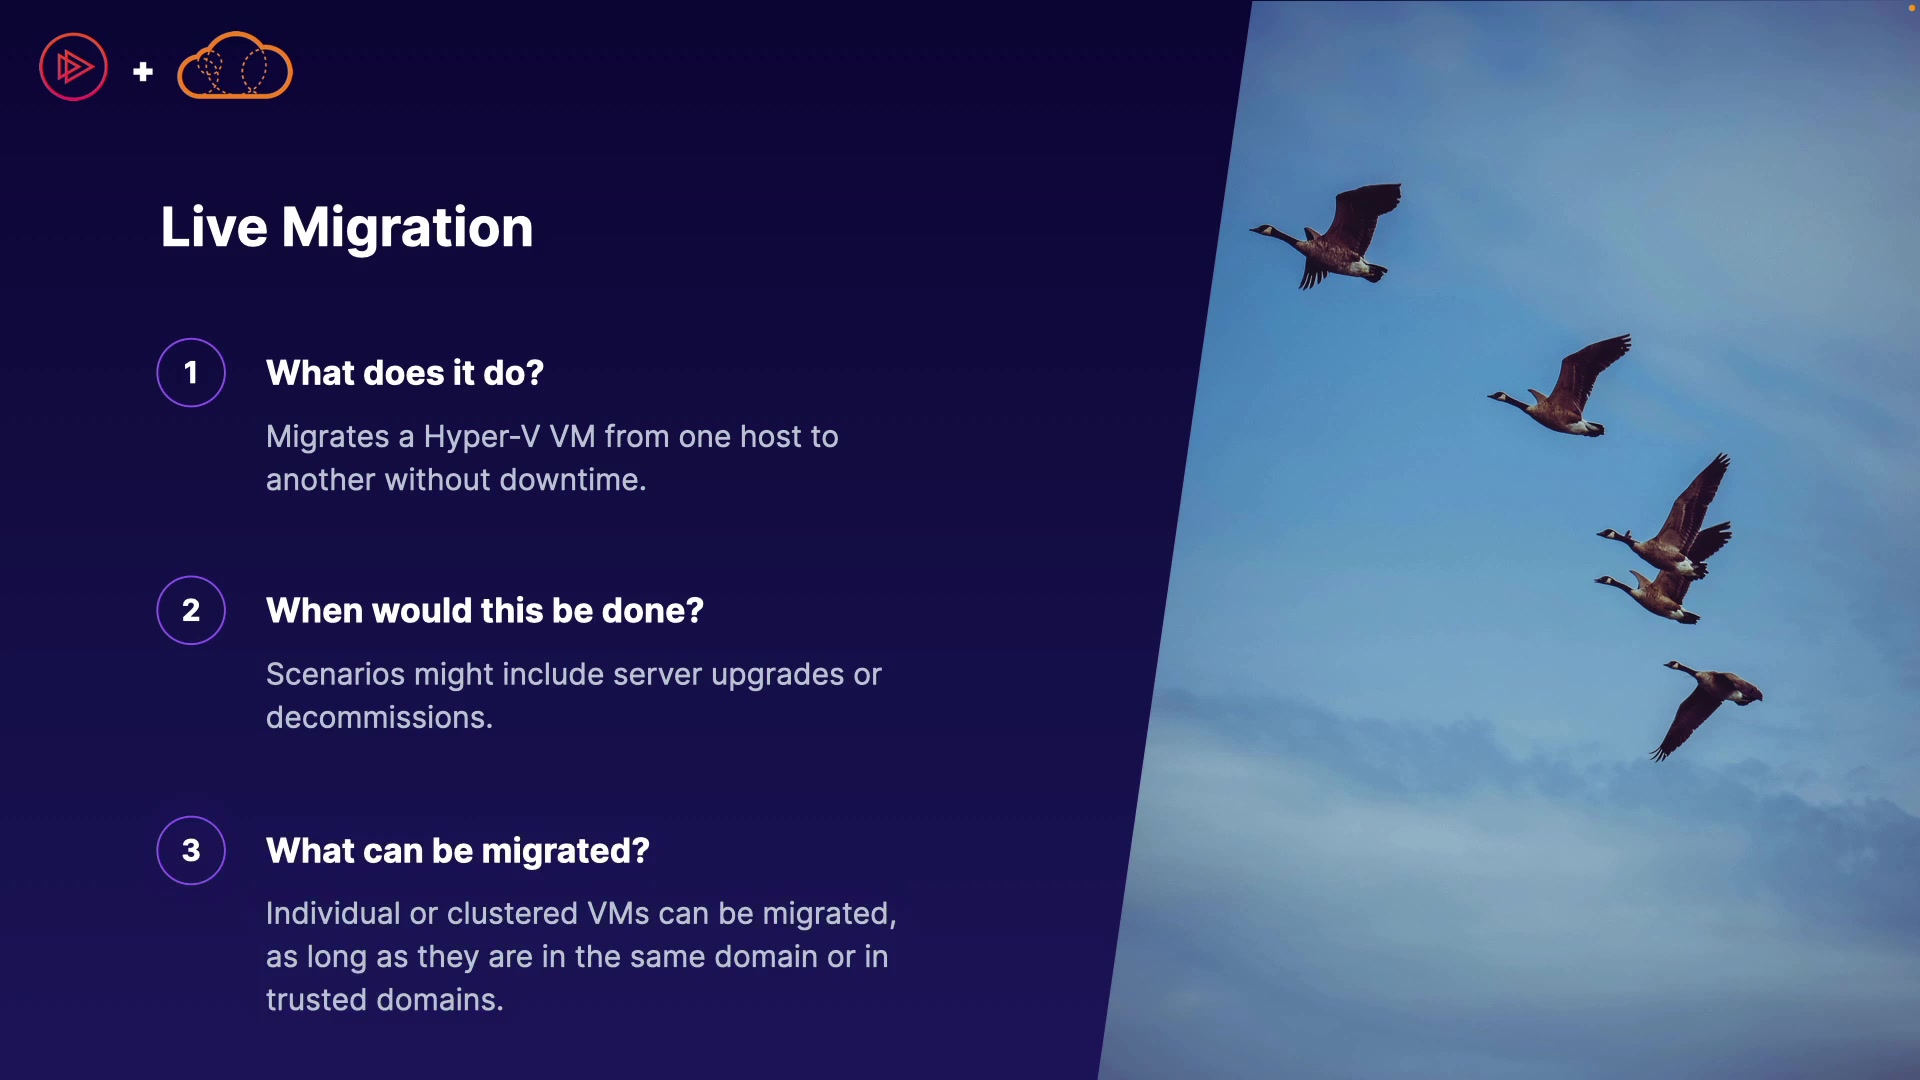 Live Migration
1
What does it do?
Migrates a Hyper-V VM from one host to
another without downtime.
2
When would this be done?
Scenarios might include server upgrades or
decommissions.
3
What can be migrated?
Individual or clustered VMs can be migrated,
as long as they are in the same domain or in
trusted domains.